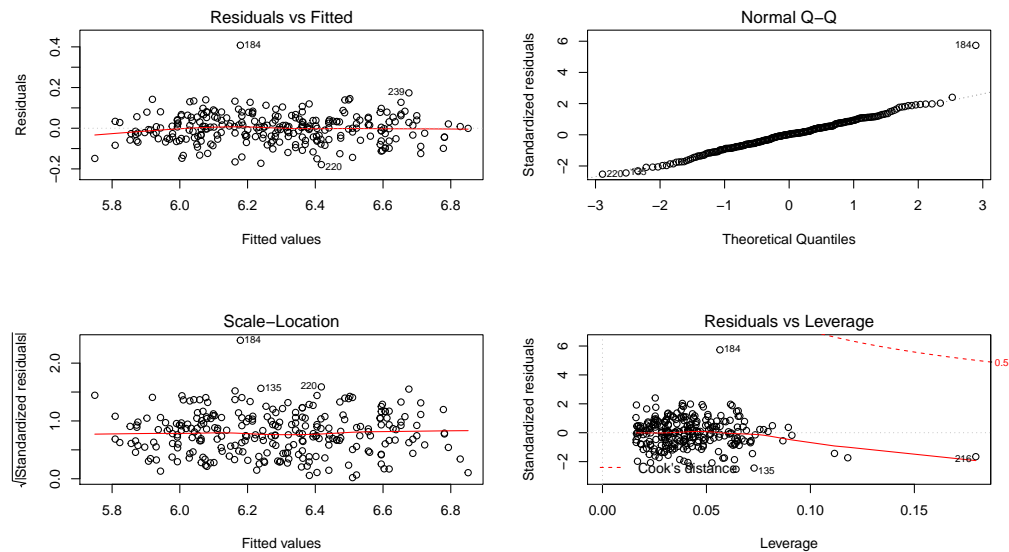 Residuals vs Fitted
Residuals
0.4
0.2
0.0
−0.2
184
239
220
5.8 6.0 6.2 6.4 6.6 6.8
Fitted values
Normal Q−Q
Standardized residuals
6
4
2
0
−2
184
220
135
−3 −2 −1 0 1 2 3
Theoretical Quantiles
Scale−Location
√|Standardized residuals|
2.0
1.0
0.0
184
135
220
5.8 6.0 6.2 6.4 6.6 6.8
Fitted values
Residuals vs Leverage
Standardized residuals
6
4
2
0
−2
184
0.5
216
135
Cook's distance
0.00 0.05 0.10 0.15
Leverage